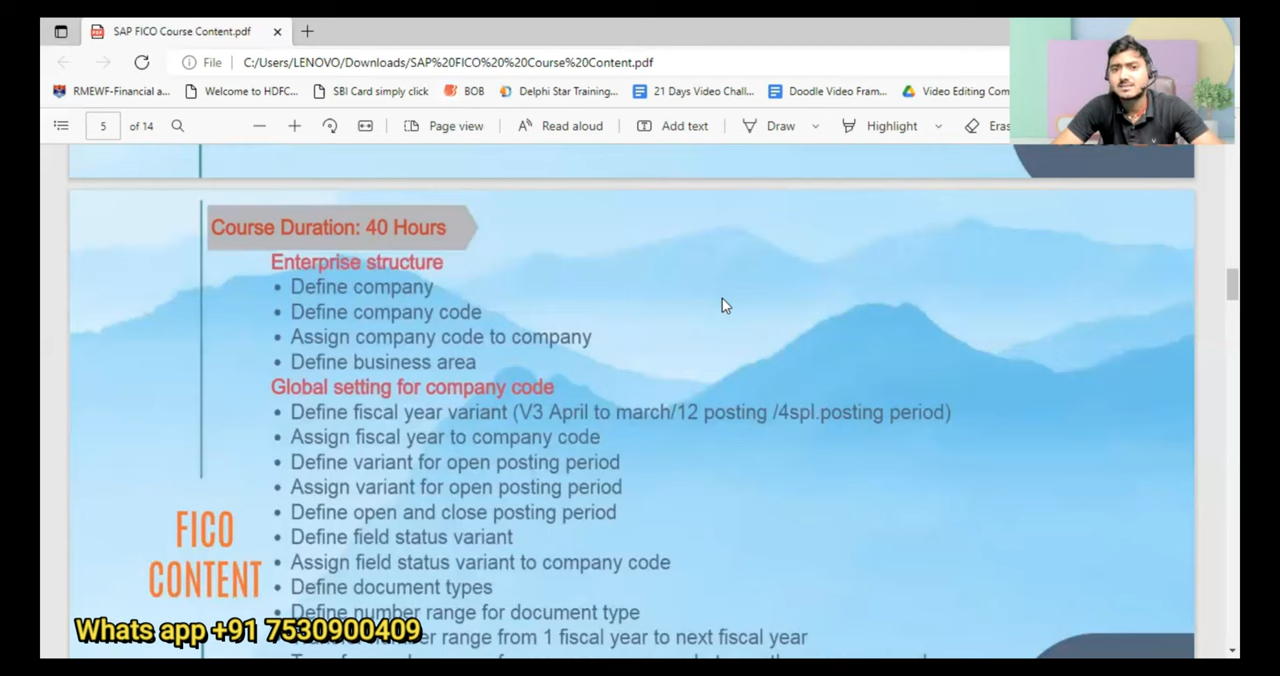 SAP FICO Course Content.pdf
File
C:/Users/LENOVO/Downloads/SAP%20FICO%20%20Course%20Content.pdf
RMEWF-Financial a...
Welcome to HDFC...
SBI Card simply click
BOB
Delphi Star Training...
21 Days Video Chall...
Doodle Video Fram...
Video Editing Com
5 of 14
Page view
Read aloud
Add text
Draw
Highlight
Eras
Course Duration: 40 Hours
Enterprise structure
• Define company
• Define company code
• Assign company code to company
• Define business area
Global setting for company code
• Define fiscal year variant (V3 April to march/12 posting /4spl.posting period)
• Assign fiscal year to company code
• Define variant for open posting period
• Assign variant for open posting period
• Define open and close posting period
• Define field status variant
• Assign field status variant to company code
• Define document types
• Define number range for document type
range from 1 fiscal year to next fiscal year
FICO
CONTENT
Whats app +91 7530900409